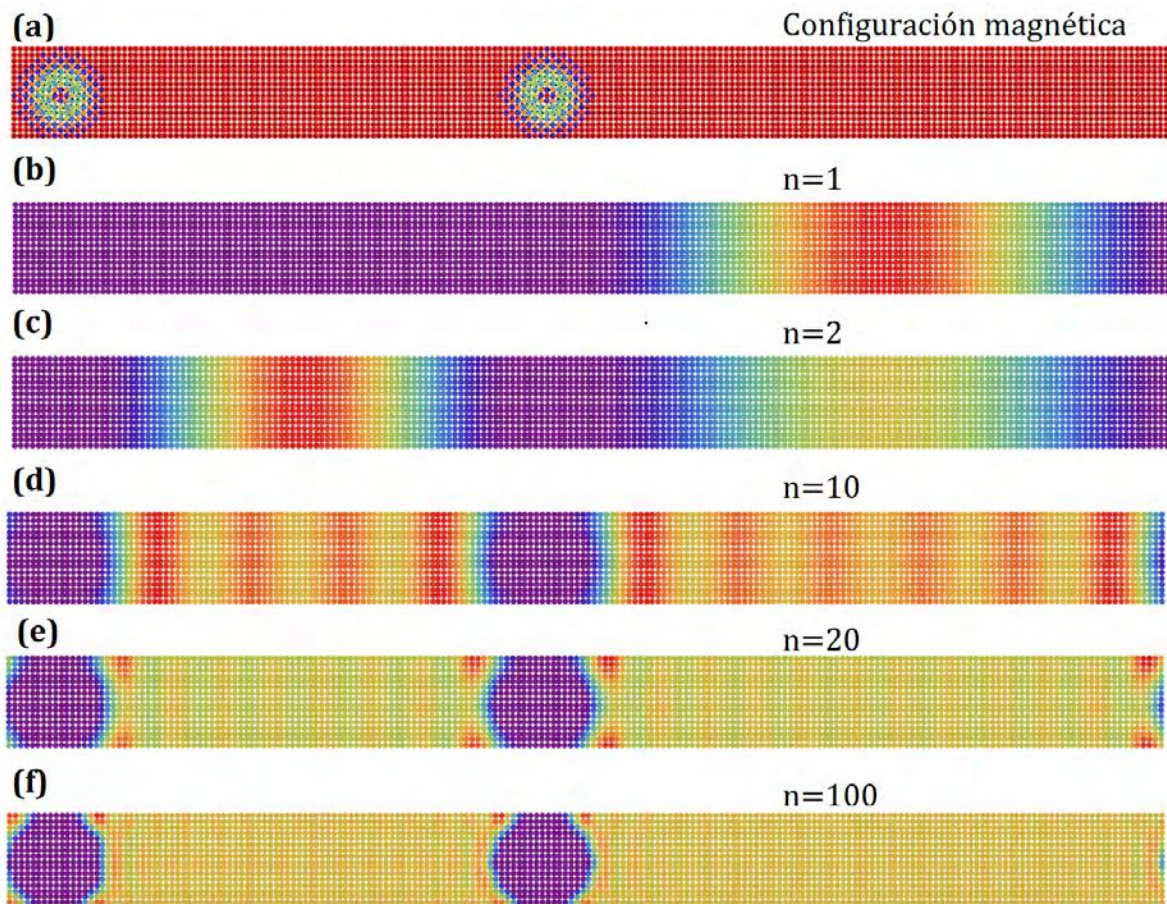 (a)
Configuración magnética
(b)
n=1
(c)
n=2
(d)
n=10
(e)
n=20
(f)
n=100